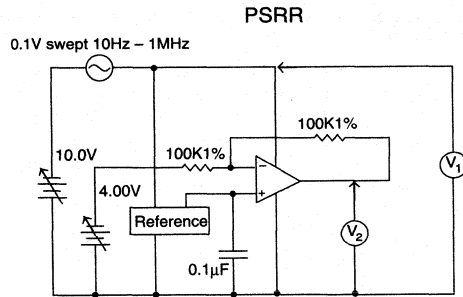 PSRR
0.1V swept 10Hz – 1MHz
100K1%
10.0V
100K1%
4.00V
V1
−
+
Reference
V2
0.1µF